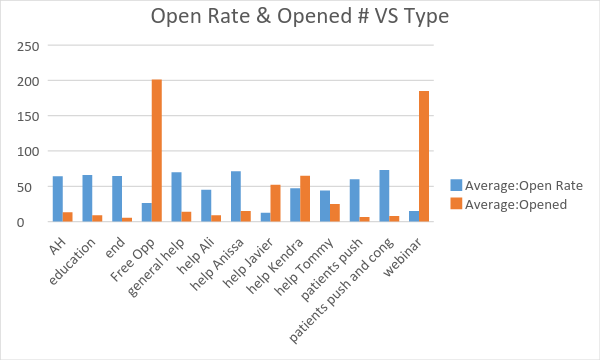 Open Rate & Opened # VS Type
250
200
150
100
50
0
AH
education
end
Free Opp
general help
help Ali
help Anissa
help Javier
help Kendra
help Tommy
patients push
patients push and cong
webinar
Average:Open Rate
Average:Opened